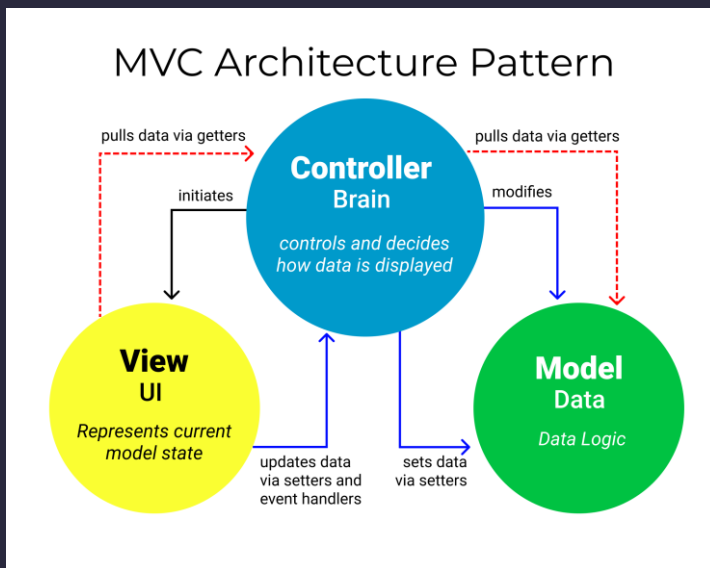 MVC Architecture Pattern
pulls data via getters
pulls data via getters
Controller
Brain
controls and decides
how data is displayed
initiates
modifies
View
UI
Represents current
model state
Model
Data
Data Logic
updates data
via setters and
event handlers
sets data
via setters